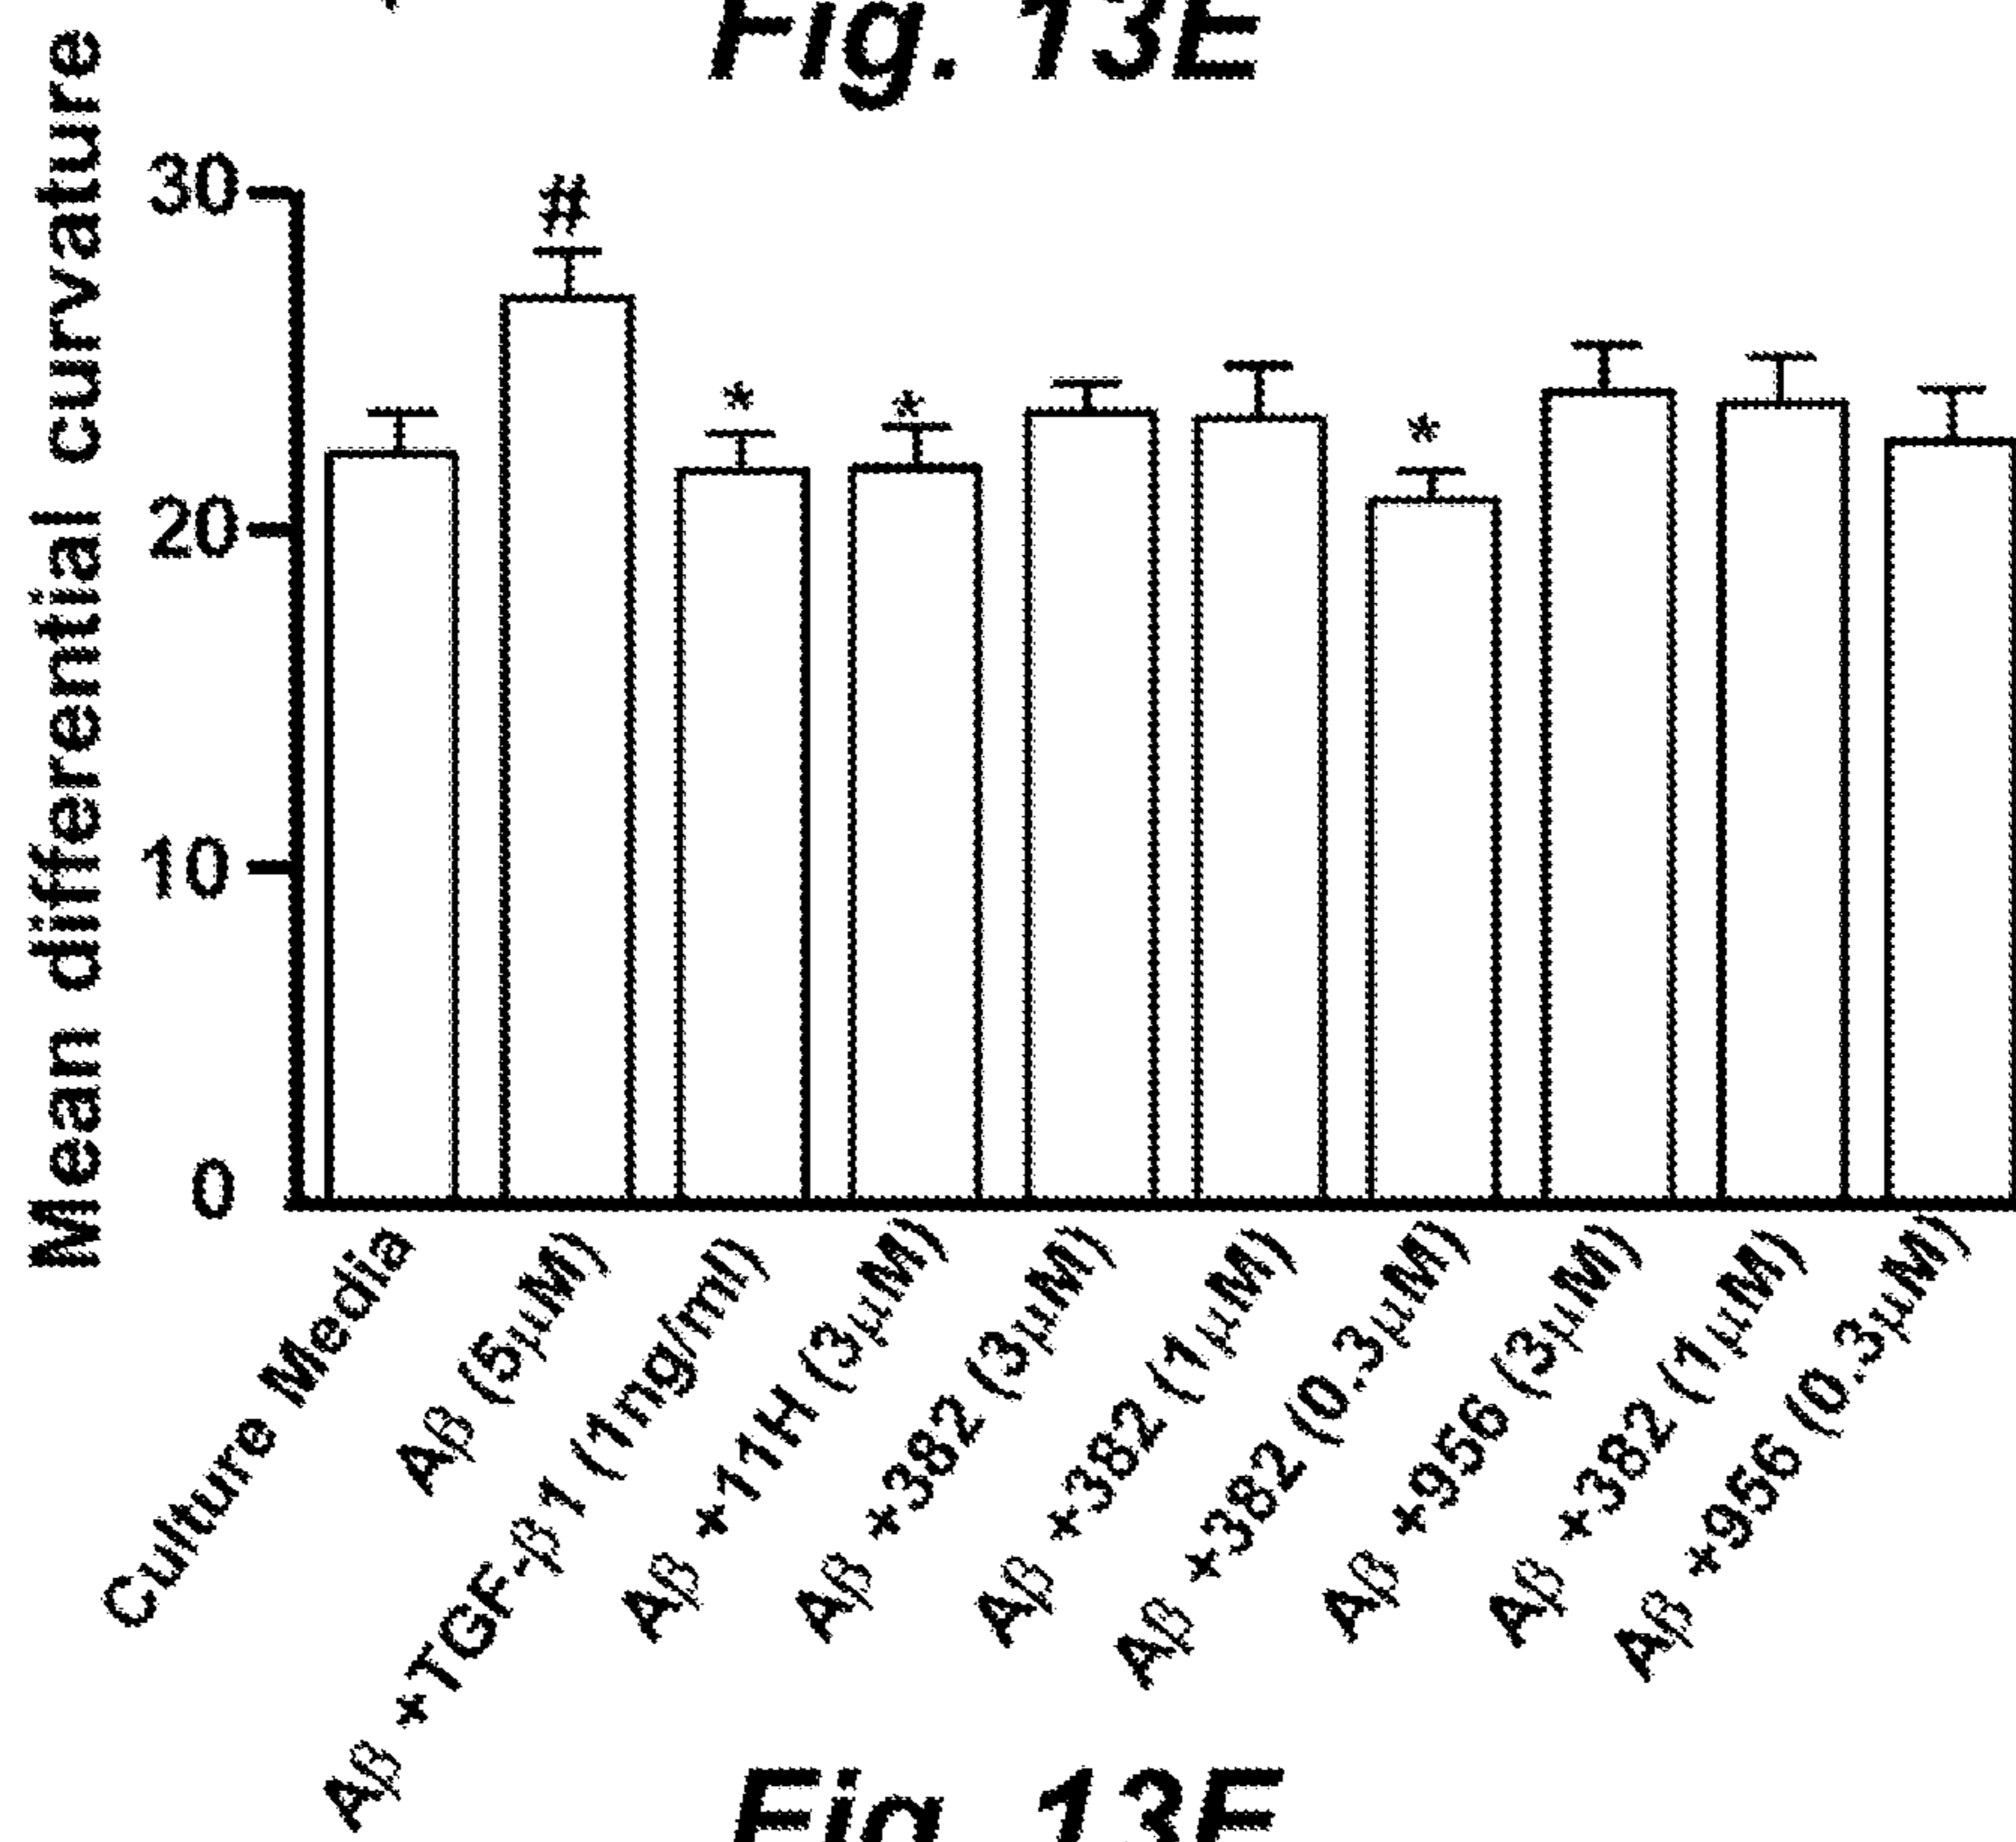 Fig. 13E
Mean differential curvature
30
20
10
0
#
*
*
*
Culture Media
Aβ (5μM)
Aβ +TGF-β1 (1ng/ml)
Aβ +11H (3μM)
Aβ +382 (3μM)
Aβ +382 (1μM)
Aβ +382 (0.3μM)
Aβ +956 (3μM)
Aβ +382 (1μM)
Aβ +956 (0.3μM)
Fig.